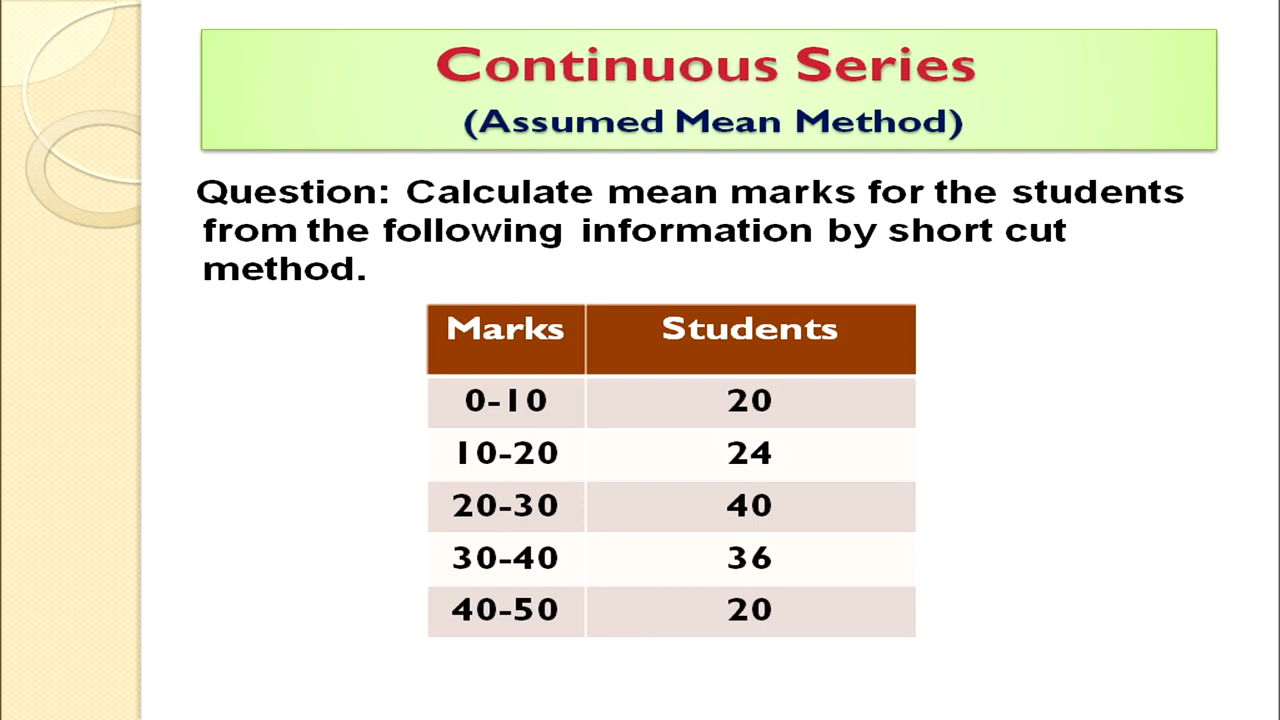 Continuous Series
(Assumed Mean Method)
Question: Calculate mean marks for the students
from the following information by short cut
method.
Marks Students
0-10 20
10-20 24
20-30 40
30-40 36
40-50 20